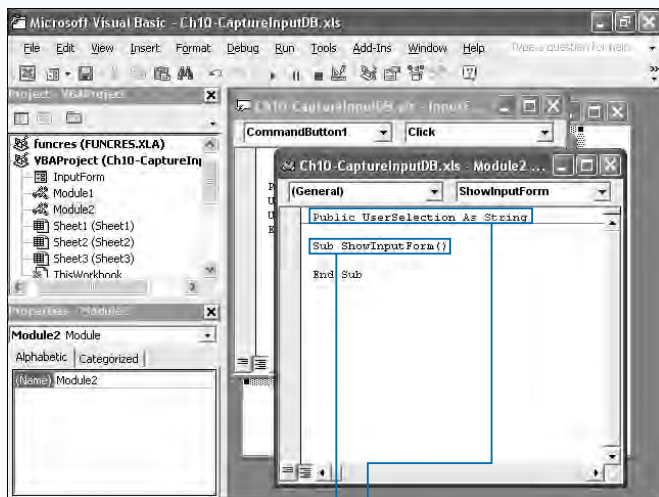 Microsoft Visual Basic - Ch10-CaptureInputDB.xls
File Edit View Insert Format Debug Run Tools Add-Ins Window Help Type a question for help
Project - VBAProject
funcres (FUNCRES.XLA)
VBAProject (Ch10-CaptureInp
InputForm
Module1
Module2
Sheet1 (Sheet1)
Sheet2 (Sheet2)
Sheet3 (Sheet3)
ThisWorkbook
Properties - Module2
Module2 Module
Alphabetic Categorized
(Name) Module2
Ch10-CaptureInputDB.xls - InputF...
CommandButton1 Click
P
U
U
E
Ch10-CaptureInputDB.xls - Module2 ...
(General) ShowInputForm
Public UserSelection As String
Sub ShowInputForm()
End Sub